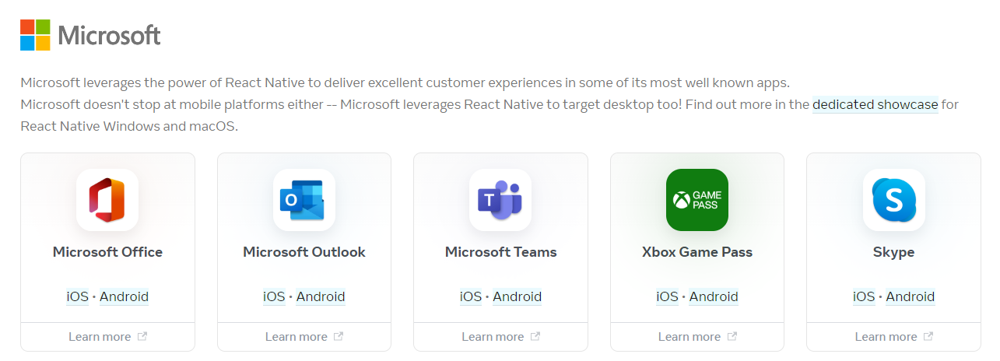 Microsoft
Microsoft leverages the power of React Native to deliver excellent customer experiences in some of its most well known apps.
Microsoft doesn't stop at mobile platforms either -- Microsoft leverages React Native to target desktop too! Find out more in the dedicated showcase for
React Native Windows and macOS.
O
T
GAME
PASS
S
Microsoft Office
Microsoft Outlook
Microsoft Teams
Xbox Game Pass
Skype
iOS • Android
iOS • Android
iOS • Android
iOS • Android
iOS • Android
Learn more
Learn more
Learn more
Learn more
Learn more